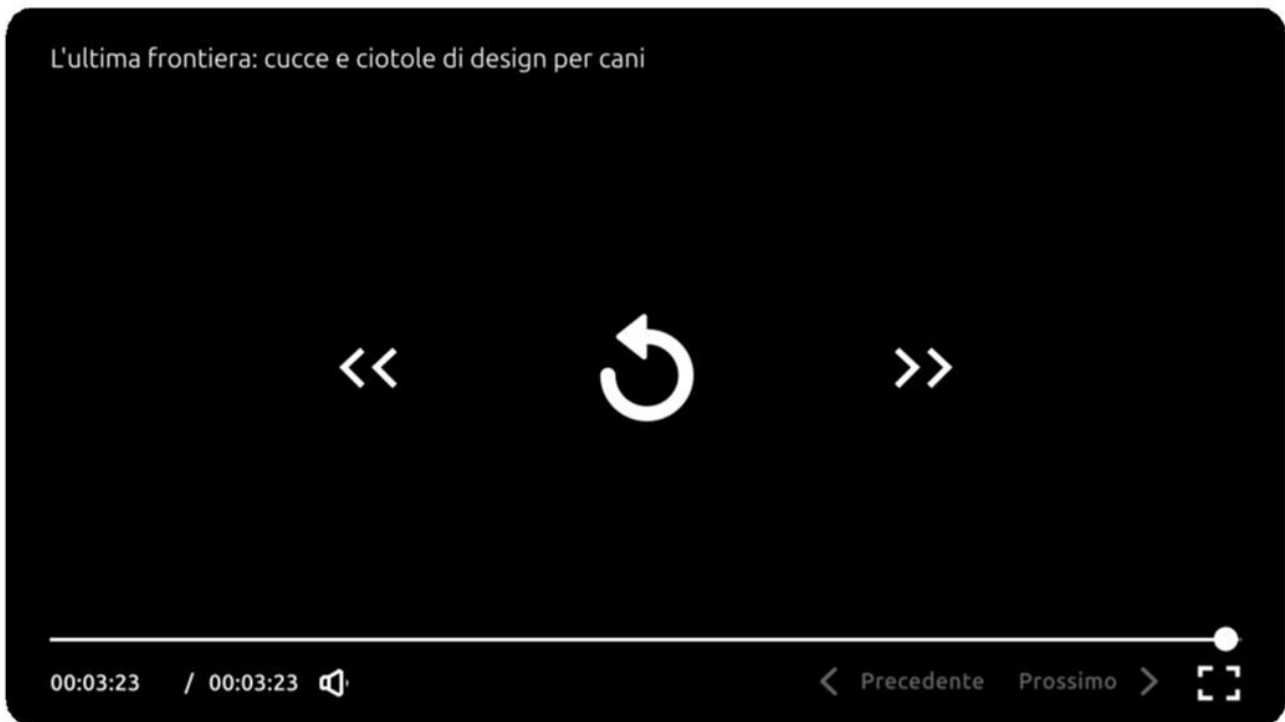 L'ultima frontiera: cucce e ciotole di design per cani
00:03:23 / 00:03:23 Precedente Prossimo